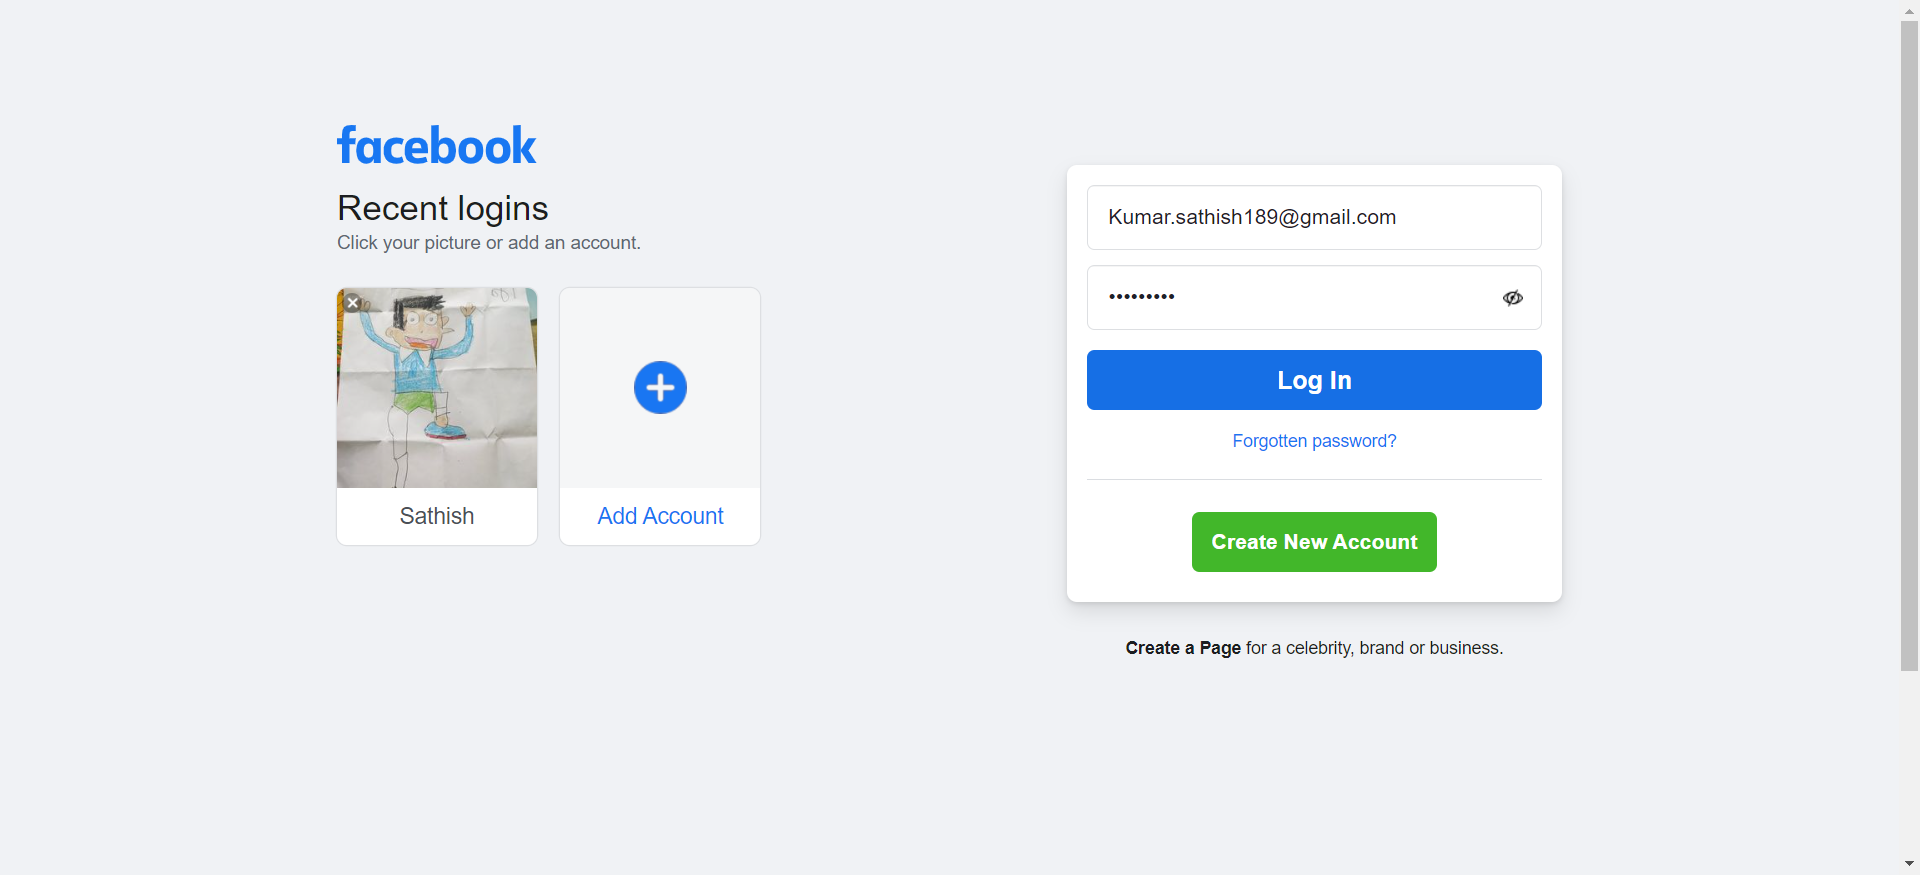 facebook
Recent logins
Click your picture or add an account.
Sathish
Add Account
Kumar.sathish189@gmail.com
•••••••••
Log In
Forgotten password?
Create New Account
Create a Page for a celebrity, brand or business.